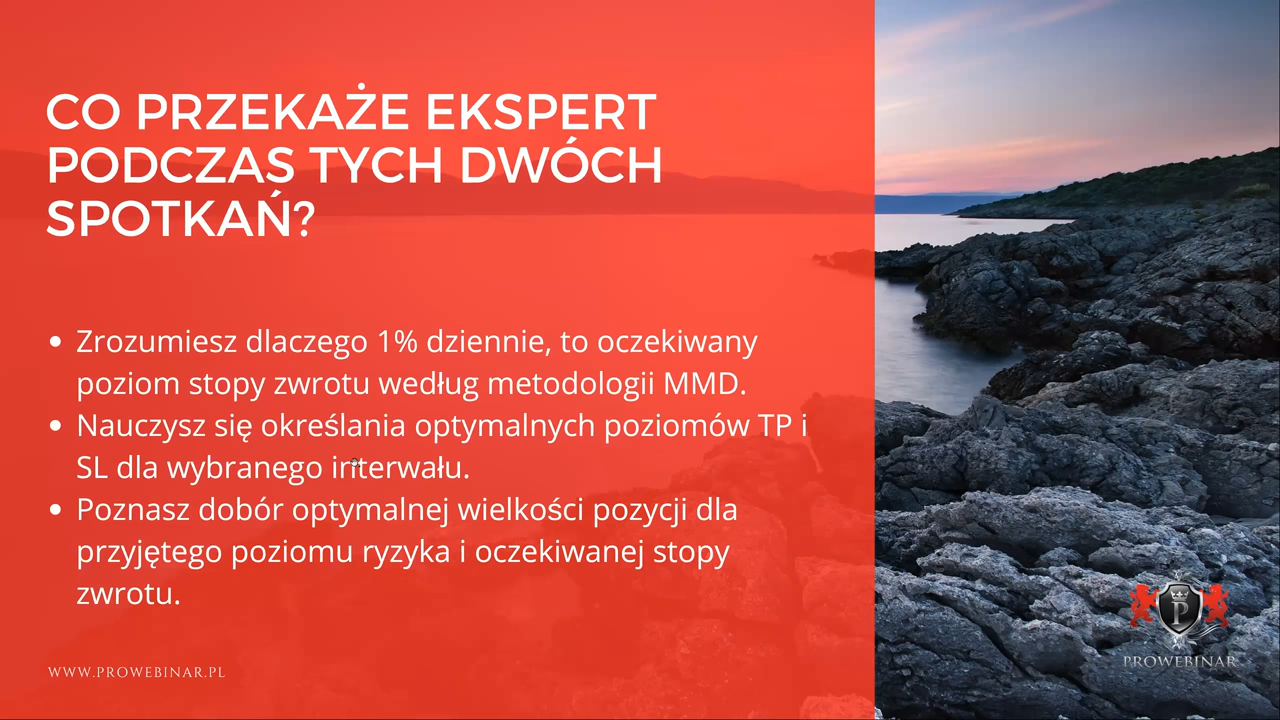 CO PRZEKAŻE EKSPERT
PODCZAS TYCH DWÓCH
SPOTKAŃ?
• Zrozumiesz dlaczego 1% dziennie, to oczekiwany
poziom stopy zwrotu według metodologii MMD.
• Nauczysz się określania optymalnych poziomów TP i
SL dla wybranego interwału.
• Poznasz dobór optymalnej wielkości pozycji dla
przyjętego poziomu ryzyka i oczekiwanej stopy
zwrotu.
WWW.PROWEBINAR.PL
P
PROWEBINAR